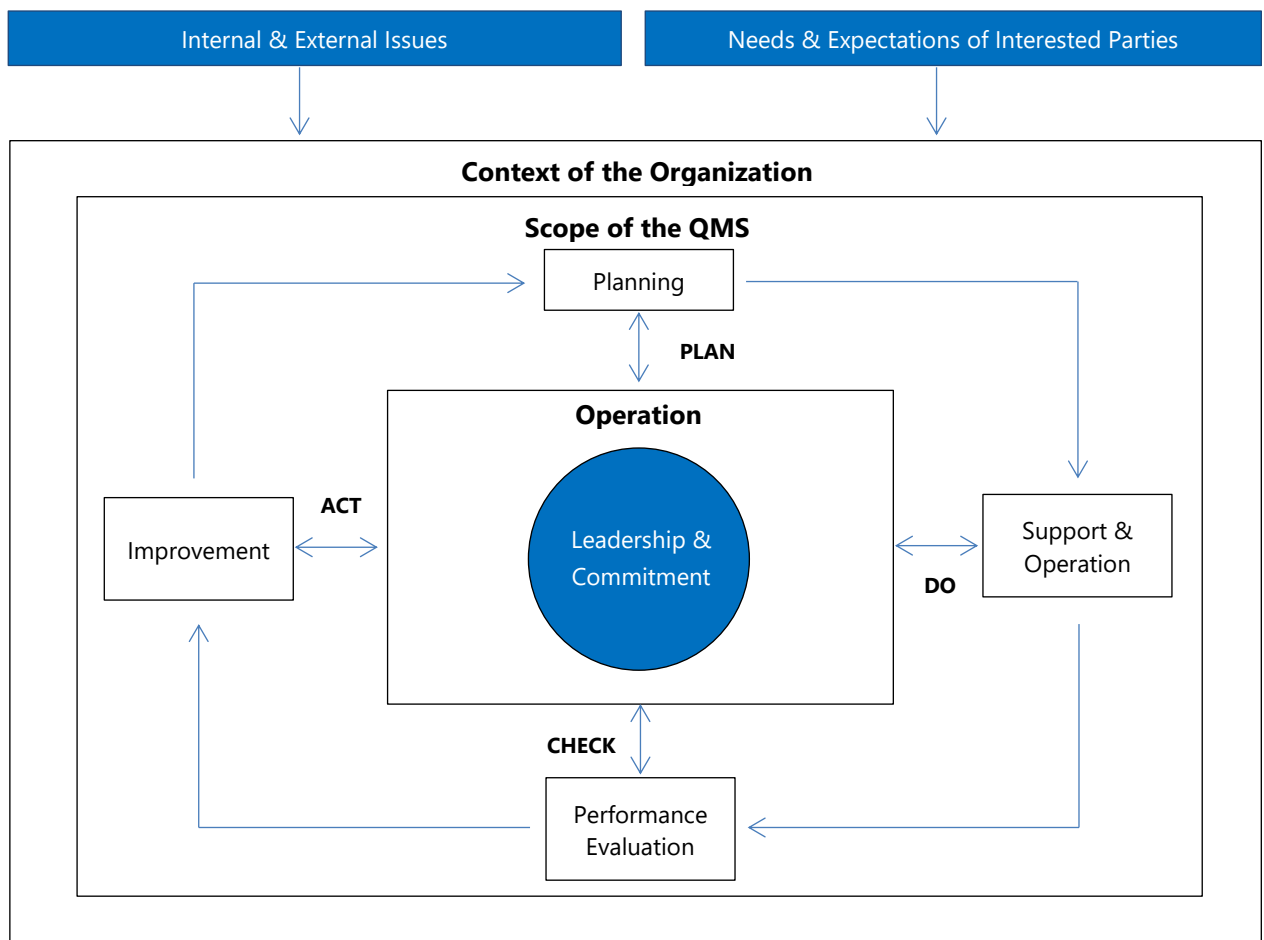 Internal & External Issues
Needs & Expectations of Interested Parties
Context of the Organization
Scope of the QMS
Planning
PLAN
Operation
Leadership &
Commitment
ACT
Improvement
Support &
Operation
DO
CHECK
Performance
Evaluation